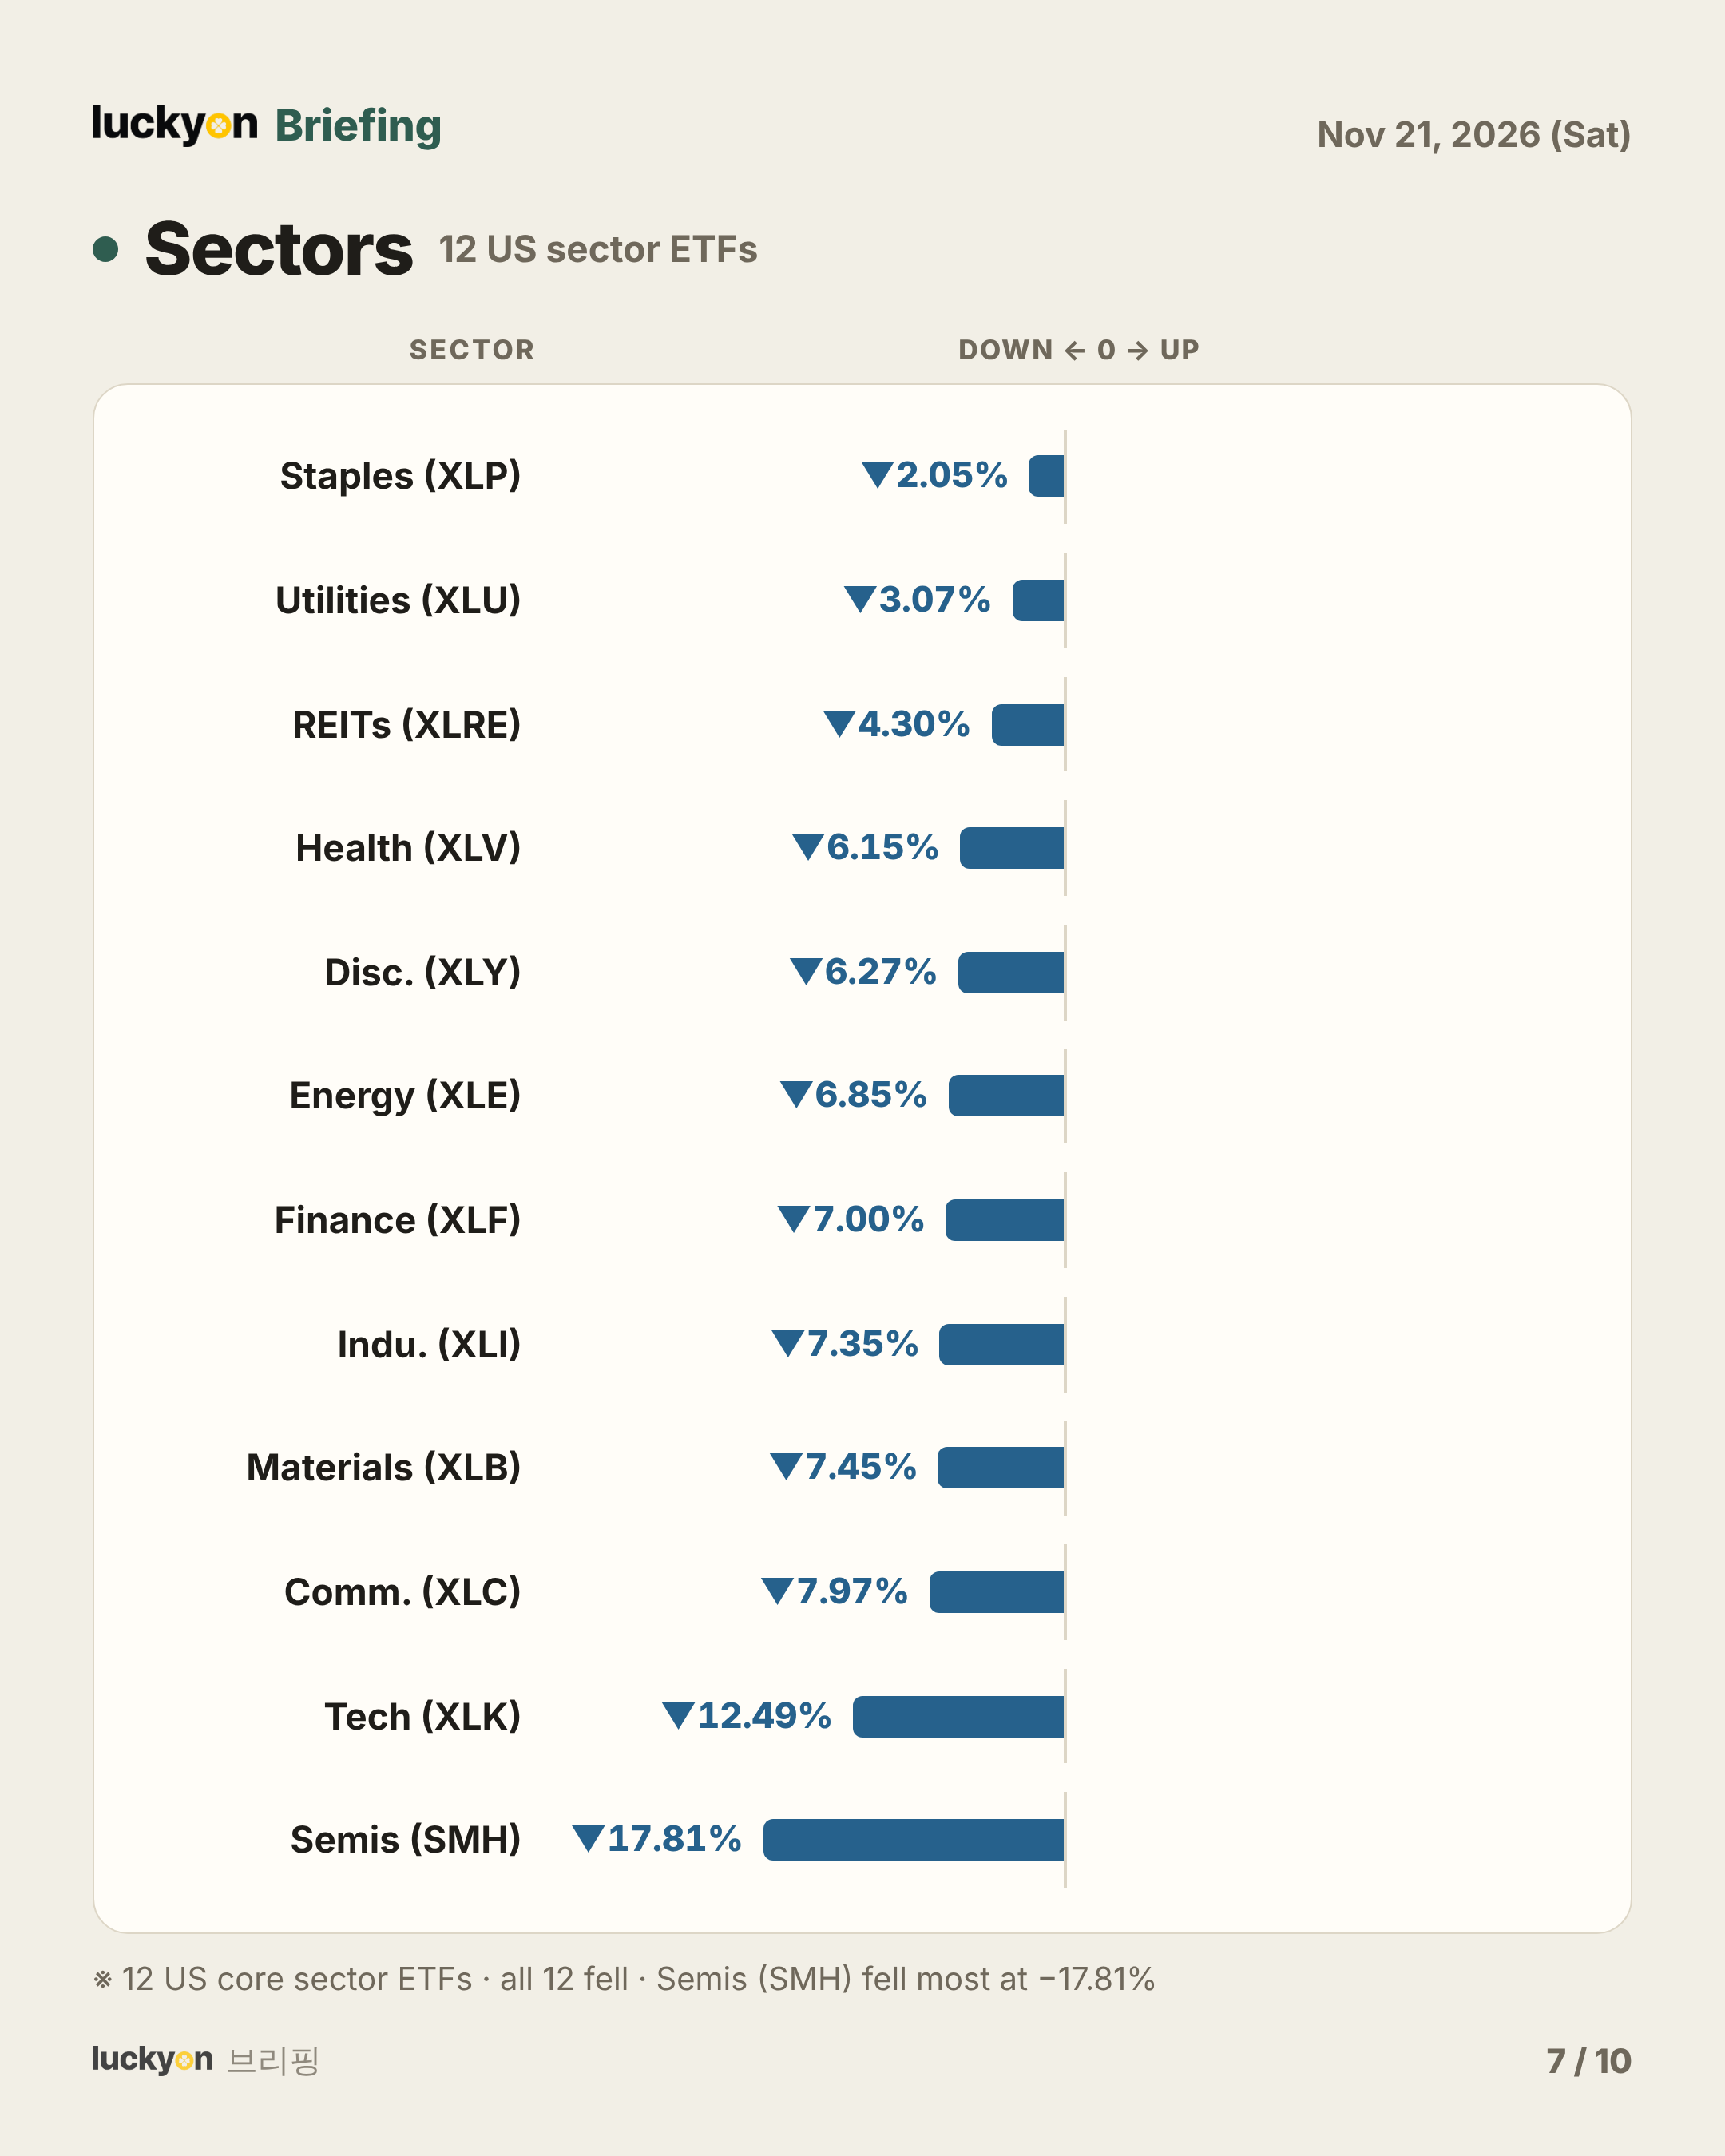 luckyon Briefing
Nov 21, 2026 (Sat)
Sectors 12 US sector ETFs
SECTOR DOWN ← 0 → UP
Staples (XLP) ▼2.05%
Utilities (XLU) ▼3.07%
REITs (XLRE) ▼4.30%
Health (XLV) ▼6.15%
Disc. (XLY) ▼6.27%
Energy (XLE) ▼6.85%
Finance (XLF) ▼7.00%
Indu. (XLI) ▼7.35%
Materials (XLB) ▼7.45%
Comm. (XLC) ▼7.97%
Tech (XLK) ▼12.49%
Semis (SMH) ▼17.81%
※ 12 US core sector ETFs · all 12 fell · Semis (SMH) fell most at −17.81%
luckyon 브리핑
7 / 10